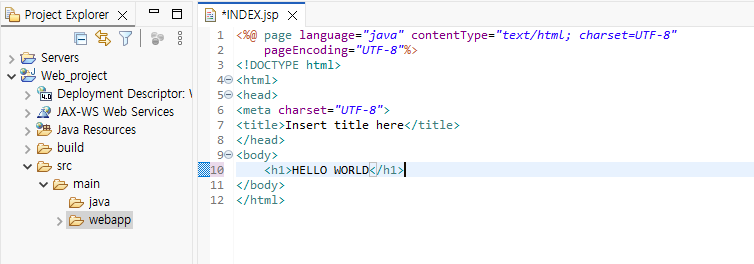 Project Explorer
Servers
Web_project
Deployment Descriptor:
4.0
JAX-WS Web Services
Java Resources
build
src
main
java
webapp
*INDEX.jsp
1 <%@ page language="java" contentType="text/html; charset=UTF-8"
2 pageEncoding="UTF-8"%>
3 <!DOCTYPE html>
4 <html>
5 <head>
6 <meta charset="UTF-8">
7 <title>Insert title here</title>
8 </head>
9 <body>
10 <h1>HELLO WORLD</h1>
11 </body>
12 </html>